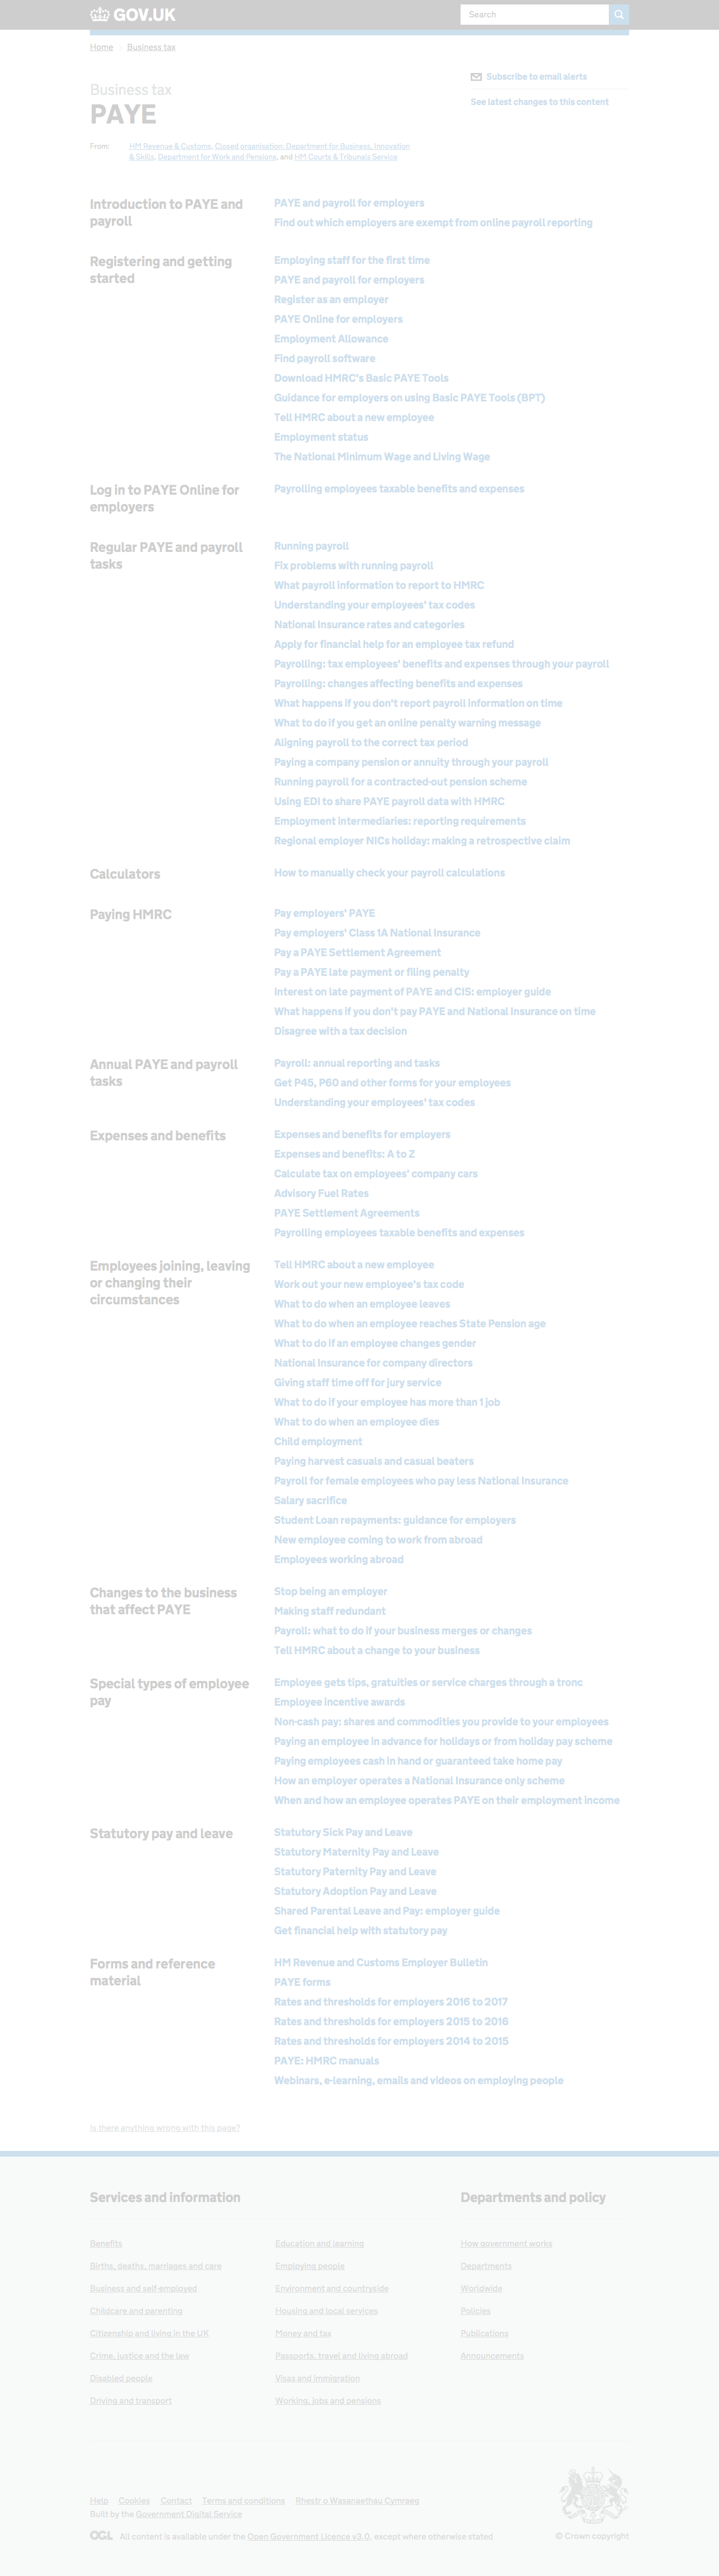 GOV.UK
Search
Home
Business tax
Subscribe to email alerts
See latest changes to this content
Business tax
PAYE
From: HM Revenue & Customs, Closed organisation: Department for Business, Innovation
& Skills, Department for Work and Pensions, and HM Courts & Tribunals Service
Introduction to PAYE and
payroll
PAYE and payroll for employers
Find out which employers are exempt from online payroll reporting
Registering and getting
started
Employing staff for the first time
PAYE and payroll for employers
Register as an employer
PAYE Online for employers
Employment Allowance
Find payroll software
Download HMRC's Basic PAYE Tools
Guidance for employers on using Basic PAYE Tools (BPT)
Tell HMRC about a new employee
Employment status
The National Minimum Wage and Living Wage
Log in to PAYE Online for
employers
Payrolling employees taxable benefits and expenses
Regular PAYE and payroll
tasks
Running payroll
Fix problems with running payroll
What payroll information to report to HMRC
Understanding your employees' tax codes
National Insurance rates and categories
Apply for financial help for an employee tax refund
Payrolling: tax employees' benefits and expenses through your payroll
Payrolling: changes affecting benefits and expenses
What happens if you don't report payroll information on time
What to do if you get an online penalty warning message
Aligning payroll to the correct tax period
Paying a company pension or annuity through your payroll
Running payroll for a contracted-out pension scheme
Using EDI to share PAYE payroll data with HMRC
Employment intermediaries: reporting requirements
Regional employer NICs holiday: making a retrospective claim
Calculators
How to manually check your payroll calculations
Paying HMRC
Pay employers' PAYE
Pay employers' Class 1A National Insurance
Pay a PAYE Settlement Agreement
Pay a PAYE late payment or filing penalty
Interest on late payment of PAYE and CIS: employer guide
What happens if you don't pay PAYE and National Insurance on time
Disagree with a tax decision
Annual PAYE and payroll
tasks
Payroll: annual reporting and tasks
Get P45, P60 and other forms for your employees
Understanding your employees' tax codes
Expenses and benefits
Expenses and benefits for employers
Expenses and benefits: A to Z
Calculate tax on employees' company cars
Advisory Fuel Rates
PAYE Settlement Agreements
Payrolling employees taxable benefits and expenses
Employees joining, leaving
or changing their
circumstances
Tell HMRC about a new employee
Work out your new employee's tax code
What to do when an employee leaves
What to do when an employee reaches State Pension age
What to do if an employee changes gender
National Insurance for company directors
Giving staff time off for jury service
What to do if your employee has more than 1 job
What to do when an employee dies
Child employment
Paying harvest casuals and casual beaters
Payroll for female employees who pay less National Insurance
Salary sacrifice
Student Loan repayments: guidance for employers
New employee coming to work from abroad
Employees working abroad
Changes to the business
that affect PAYE
Stop being an employer
Making staff redundant
Payroll: what to do if your business merges or changes
Tell HMRC about a change to your business
Special types of employee
pay
Employee gets tips, gratuities or service charges through a tronc
Employee incentive awards
Non-cash pay: shares and commodities you provide to your employees
Paying an employee in advance for holidays or from holiday pay scheme
Paying employees cash in hand or guaranteed take home pay
How an employer operates a National Insurance only scheme
When and how an employee operates PAYE on their employment income
Statutory pay and leave
Statutory Sick Pay and Leave
Statutory Maternity Pay and Leave
Statutory Paternity Pay and Leave
Statutory Adoption Pay and Leave
Shared Parental Leave and Pay: employer guide
Get financial help with statutory pay
Forms and reference
material
HM Revenue and Customs Employer Bulletin
PAYE forms
Rates and thresholds for employers 2016 to 2017
Rates and thresholds for employers 2015 to 2016
Rates and thresholds for employers 2014 to 2015
PAYE: HMRC manuals
Webinars, e-learning, emails and videos on employing people
Is there anything wrong with this page?
Services and information
Benefits
Births, deaths, marriages and care
Business and self-employed
Childcare and parenting
Citizenship and living in the UK
Crime, justice and the law
Disabled people
Driving and transport
Education and learning
Employing people
Environment and countryside
Housing and local services
Money and tax
Passports, travel and living abroad
Visas and immigration
Working, jobs and pensions
Departments and policy
How government works
Departments
Worldwide
Policies
Publications
Announcements
Help Cookies Contact Terms and conditions Rhestr o Wasanaethau Cymraeg
Built by the Government Digital Service
OGL All content is available under the Open Government Licence v3.0, except where otherwise stated
© Crown copyright